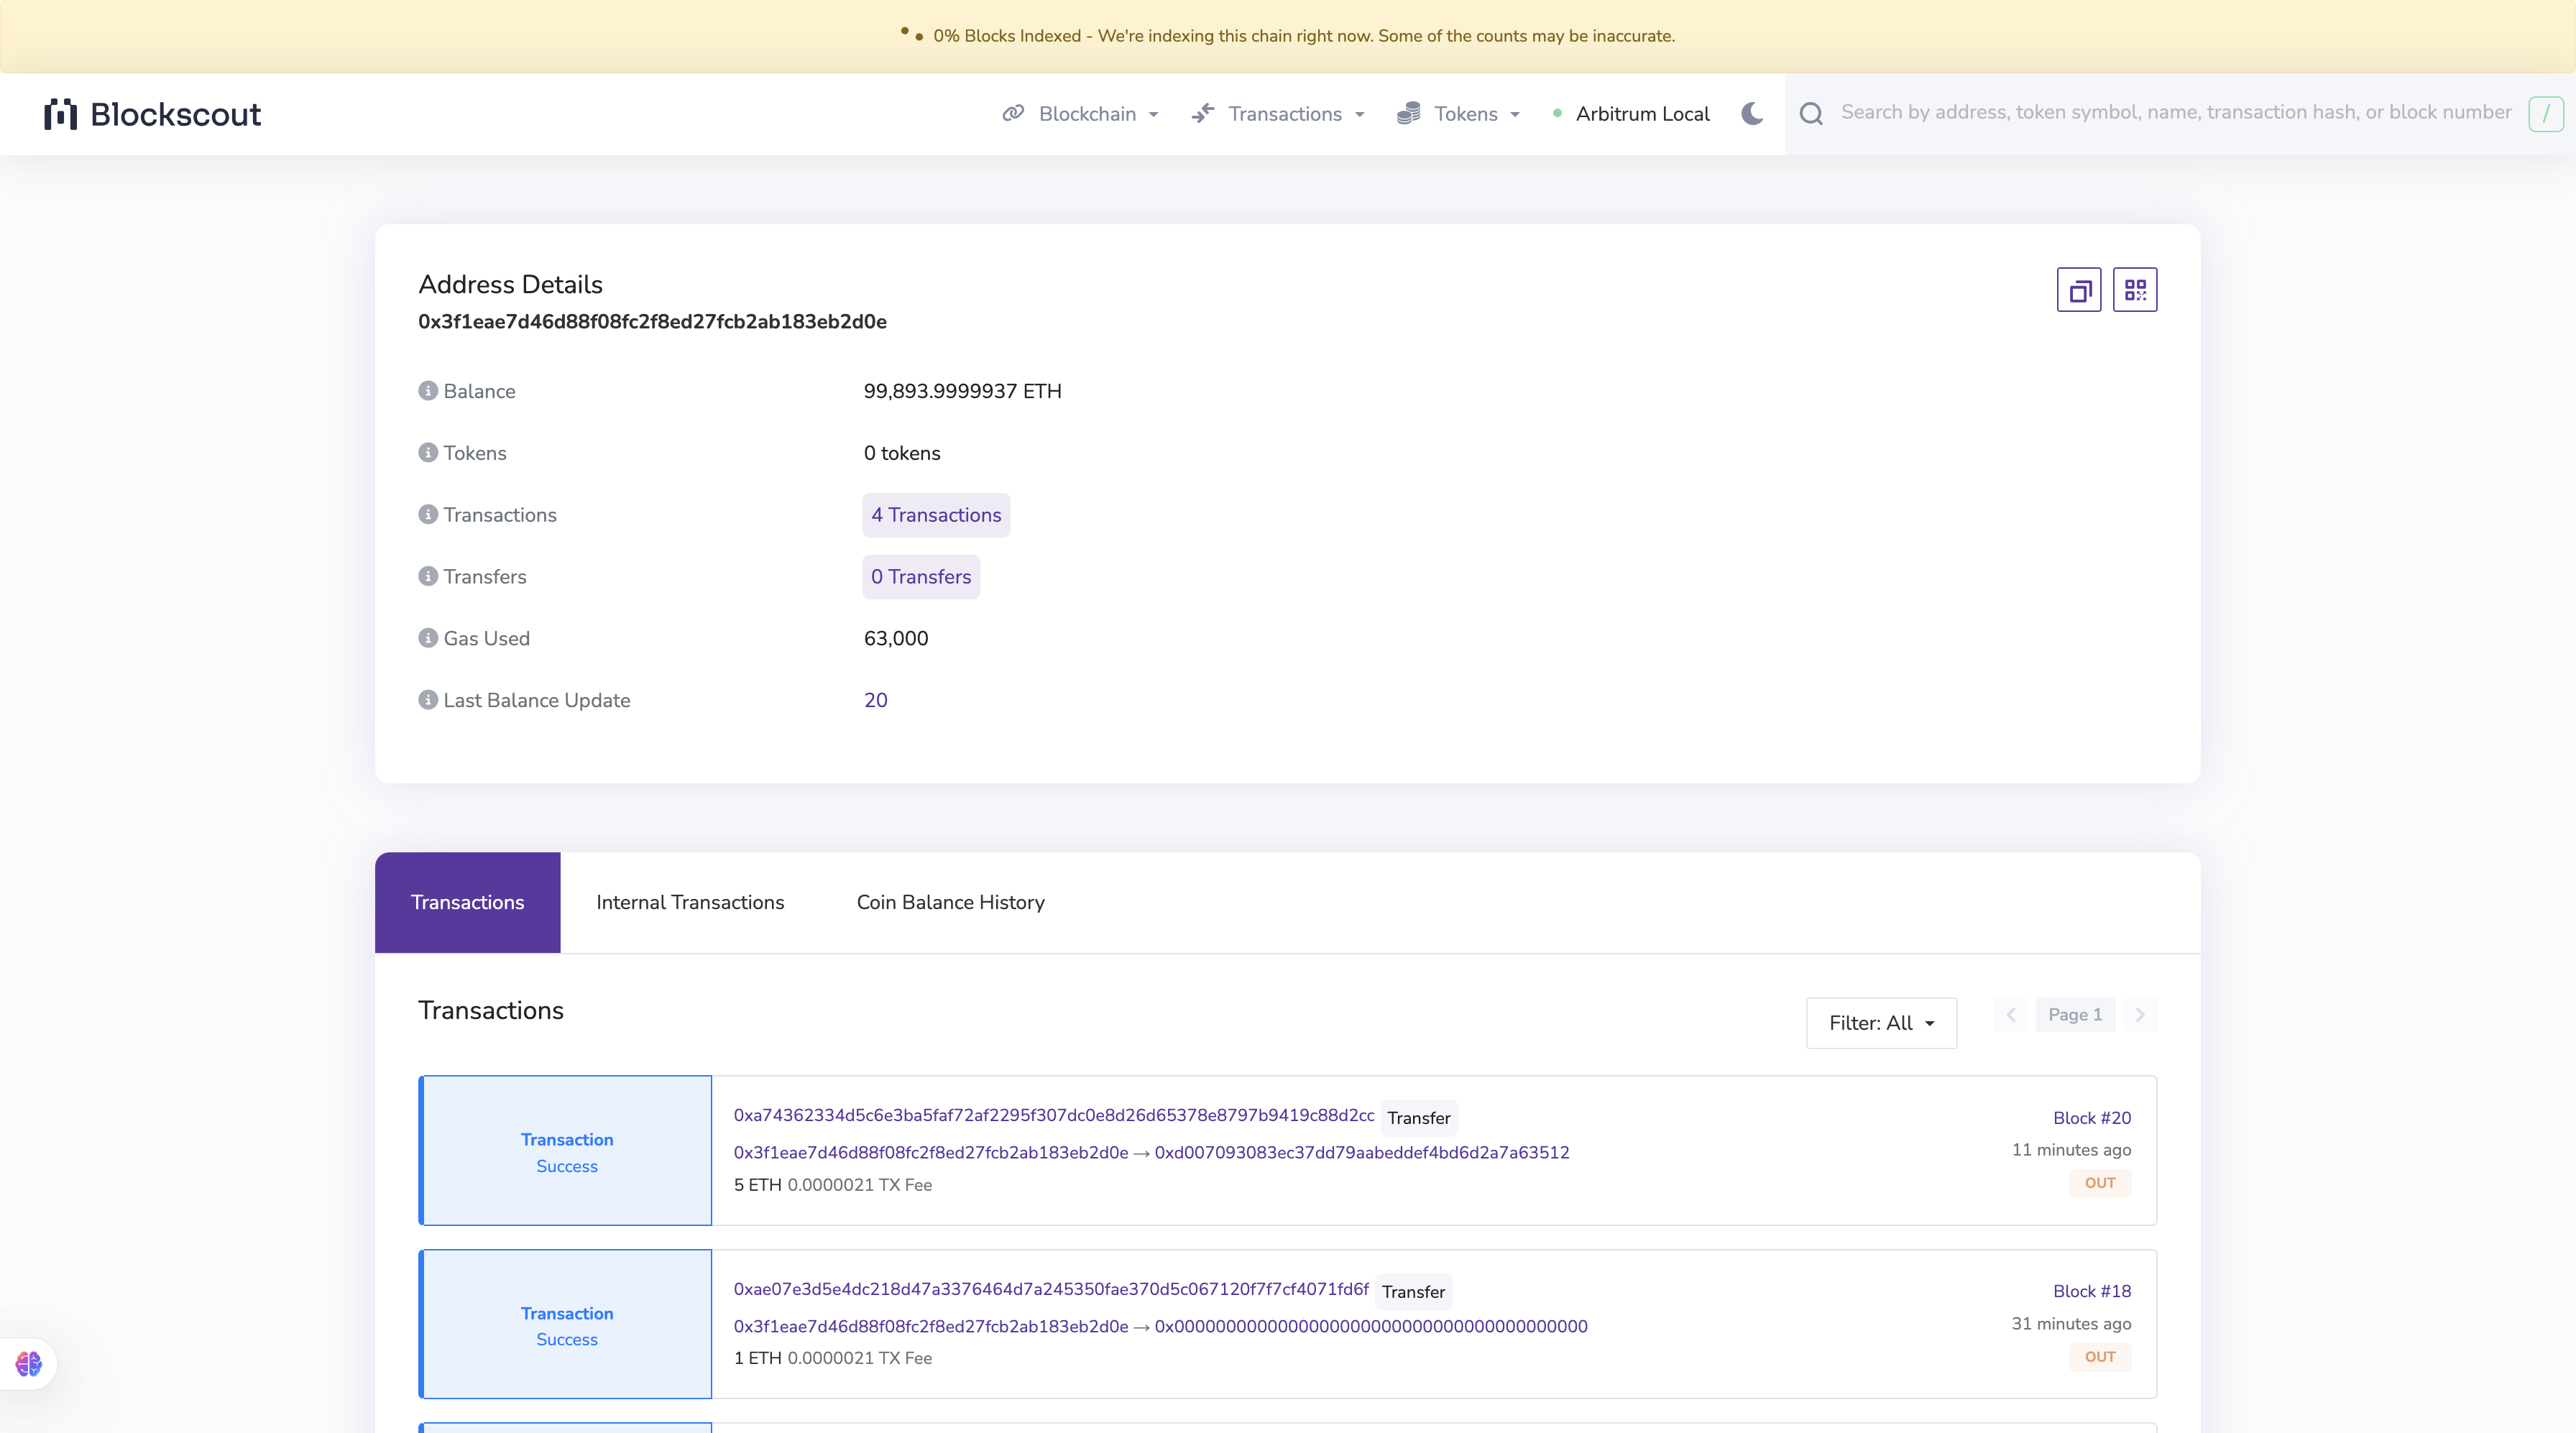 0% Blocks Indexed - We're indexing this chain right now. Some of the counts may be inaccurate.
Blockscout
Blockchain
Transactions
Tokens
Arbitrum Local
Search by address, token symbol, name, transaction hash, or block number
/
Address Details
0x3f1eae7d46d88f08fc2f8ed27fcb2ab183eb2d0e
Balance 99,893.9999937 ETH
Tokens 0 tokens
Transactions 4 Transactions
Transfers 0 Transfers
Gas Used 63,000
Last Balance Update 20
Transactions Internal Transactions Coin Balance History
Transactions
Filter: All
Page 1
Transaction
Success
0xa74362334d5c6e3ba5faf72af2295f307dc0e8d26d65378e8797b9419c88d2cc Transfer
0x3f1eae7d46d88f08fc2f8ed27fcb2ab183eb2d0e → 0xd007093083ec37dd79aabeddef4bd6d2a7a63512
5 ETH 0.0000021 TX Fee
Block #20
11 minutes ago
OUT
Transaction
Success
0xae07e3d5e4dc218d47a3376464d7a245350fae370d5c067120f7f7cf4071fd6f Transfer
0x3f1eae7d46d88f08fc2f8ed27fcb2ab183eb2d0e → 0x0000000000000000000000000000000000000000
1 ETH 0.0000021 TX Fee
Block #18
31 minutes ago
OUT